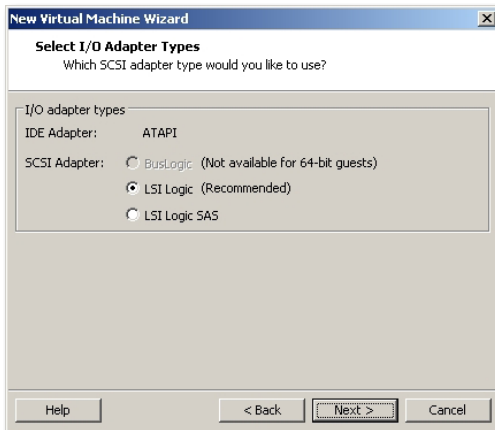 New Virtual Machine Wizard
Select I/O Adapter Types
Which SCSI adapter type would you like to use?
I/O adapter types
IDE Adapter: ATAPI
SCSI Adapter: BusLogic (Not available for 64-bit guests)
LSI Logic (Recommended)
LSI Logic SAS
Help < Back Next > Cancel